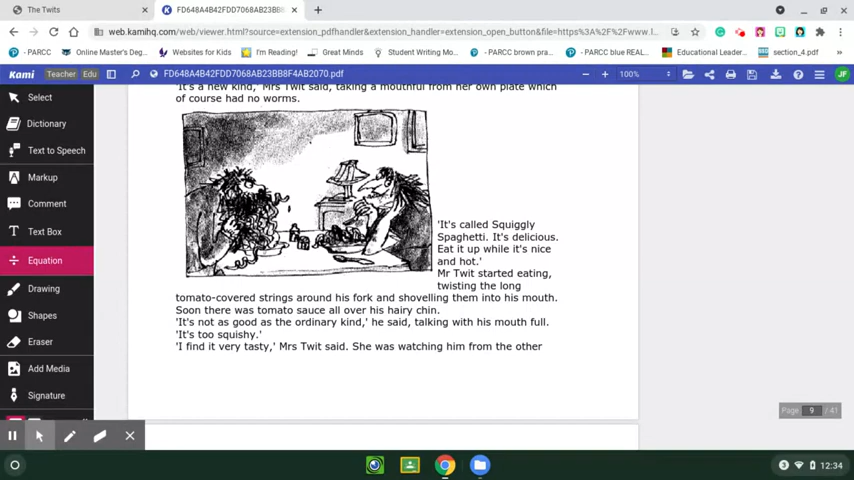 The Twits
FD648A4B42FD7068AB23BB8
web.kamihq.com/web/viewer.html?source=extension_pdfhandler&extension_handler=extension_open_button&file=https%3A%2F%2Fwww.l...
- PARCC
Online Master's Deg...
Websites for Kids
I'm Reading!
Great Minds
Student Writing Mo...
- PARCC brown pra...
- PARCC blue REAL...
Educational Leader...
section_4.pdf
Kami
Teacher
Edu
FD648A4B42FD7068AB23BB8F4AB2070.pdf
100%
JF
Select
Dictionary
Text to Speech
Markup
Comment
Text Box
Equation
Drawing
Shapes
Eraser
Add Media
Signature
'It's a new kind,' Mrs Twit said, taking a mouthful from her own plate which
of course had no worms.
'It's called Squiggly
Spaghetti. It's delicious.
Eat it up while it's nice
and hot.'
Mr Twit started eating,
twisting the long
tomato-covered strings around his fork and shovelling them into his mouth.
Soon there was tomato sauce all over his hairy chin.
'It's not as good as the ordinary kind,' he said, talking with his mouth full.
'It's too squishy.'
'I find it very tasty,' Mrs Twit said. She was watching him from the other
Page 9 / 41
3
12:34